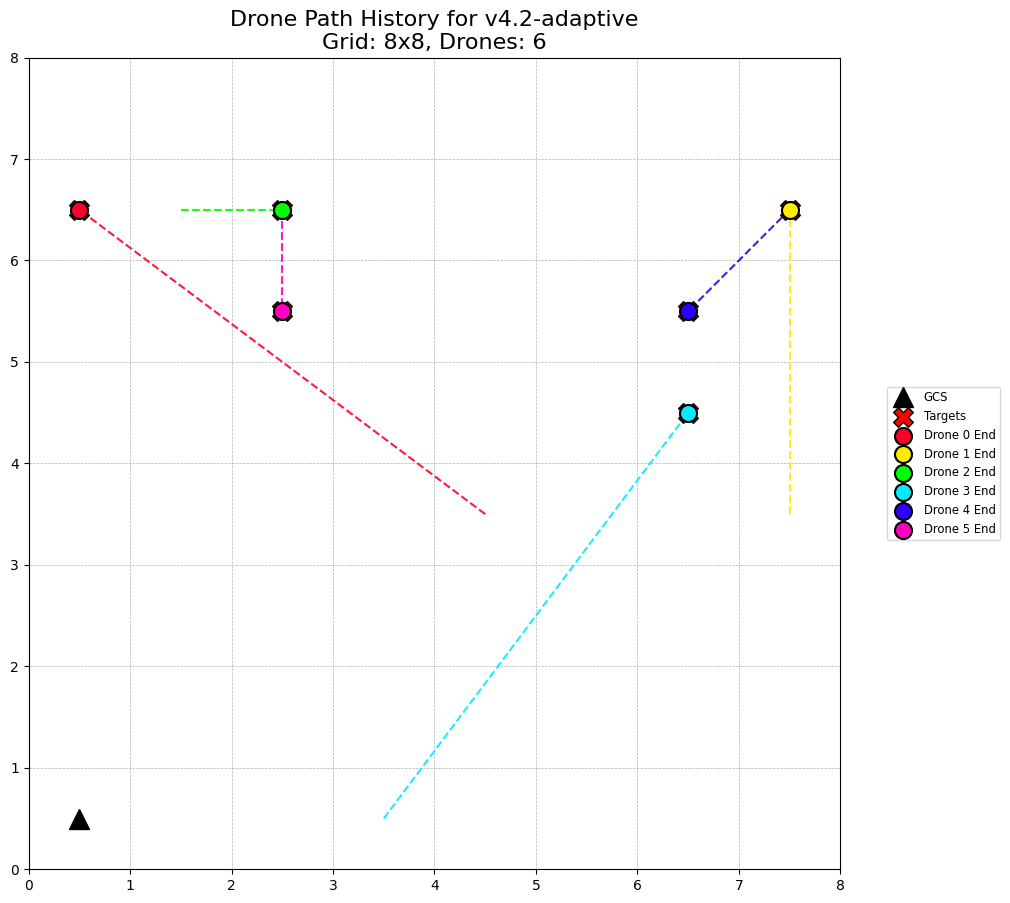 Drone Path History for v4.2-adaptive
Grid: 8x8, Drones: 6
8
7
6
5
4
3
2
1
0
0 1 2 3 4 5 6 7 8
GCS
Targets
Drone 0 End
Drone 1 End
Drone 2 End
Drone 3 End
Drone 4 End
Drone 5 End